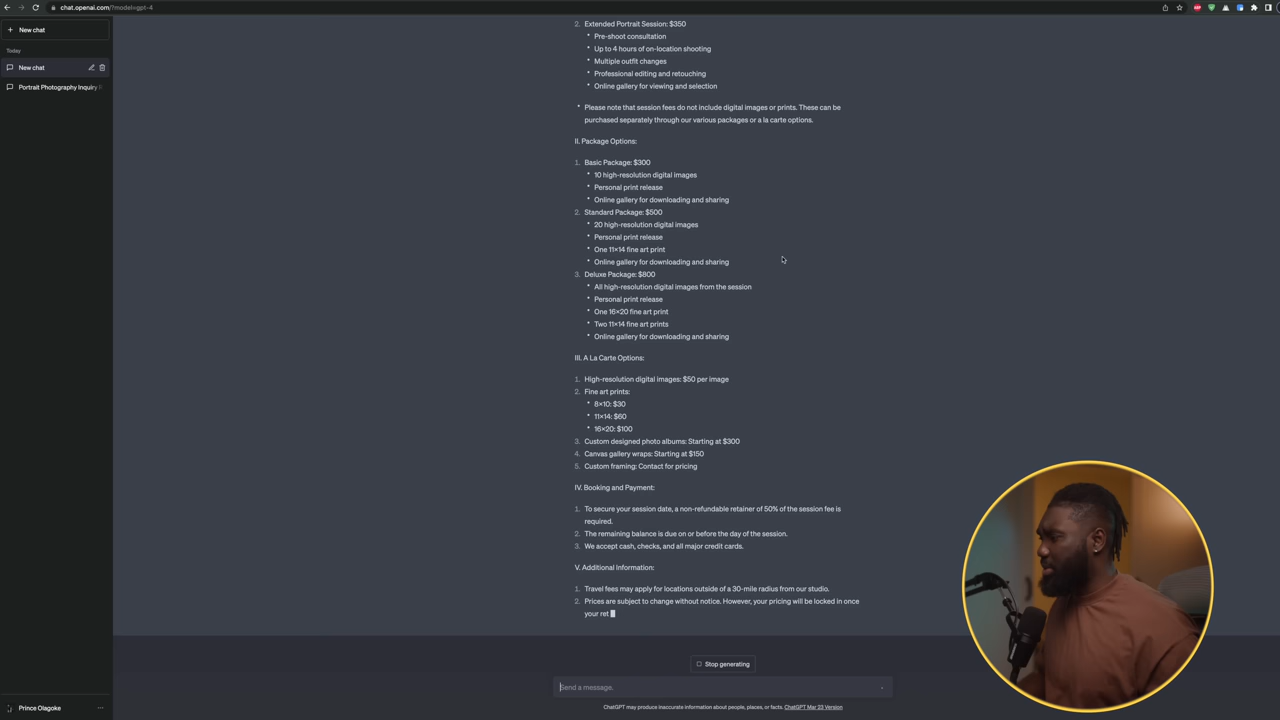 chat.openai.com/?model=gpt-4
New chat
Today
New chat
Portrait Photography Inquiry
2. Extended Portrait Session: $350
• Pre-shoot consultation
• Up to 4 hours of on-location shooting
• Multiple outfit changes
• Professional editing and retouching
• Online gallery for viewing and selection
• Please note that session fees do not include digital images or prints. These can be
purchased separately through our various packages or a la carte options.
II. Package Options:
1. Basic Package: $300
• 10 high-resolution digital images
• Personal print release
• Online gallery for downloading and sharing
2. Standard Package: $500
• 20 high-resolution digital images
• Personal print release
• One 11×14 fine art print
• Online gallery for downloading and sharing
3. Deluxe Package: $800
• All high-resolution digital images from the session
• Personal print release
• One 16×20 fine art print
• Two 11×14 fine art prints
• Online gallery for downloading and sharing
III. A La Carte Options:
1. High-resolution digital images: $50 per image
2. Fine art prints:
• 8×10: $30
• 11×14: $60
• 16×20: $100
3. Custom designed photo albums: Starting at $300
4. Canvas gallery wraps: Starting at $150
5. Custom framing: Contact for pricing
IV. Booking and Payment:
1. To secure your session date, a non-refundable retainer of 50% of the session fee is
required.
2. The remaining balance is due on or before the day of the session.
3. We accept cash, checks, and all major credit cards.
V. Additional Information:
1. Travel fees may apply for locations outside of a 30-mile radius from our studio.
2. Prices are subject to change without notice. However, your pricing will be locked in once
your ret
Stop generating
Send a message.
ChatGPT may produce inaccurate information about people, places, or facts. ChatGPT Mar 23 Version
Prince Olagoke